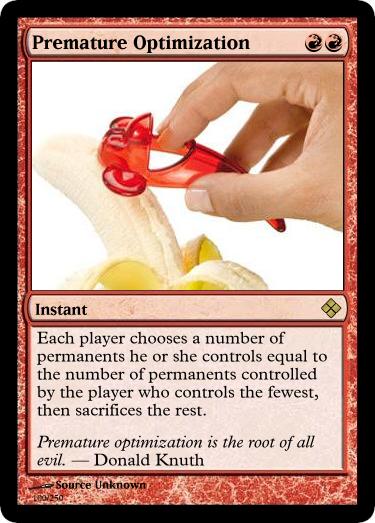 Premature Optimization
Instant
Each player chooses a number of
permanents he or she controls equal to
the number of permanents controlled
by the player who controls the fewest,
then sacrifices the rest.
Premature optimization is the root of all
evil. — Donald Knuth
Source Unknown
100/250